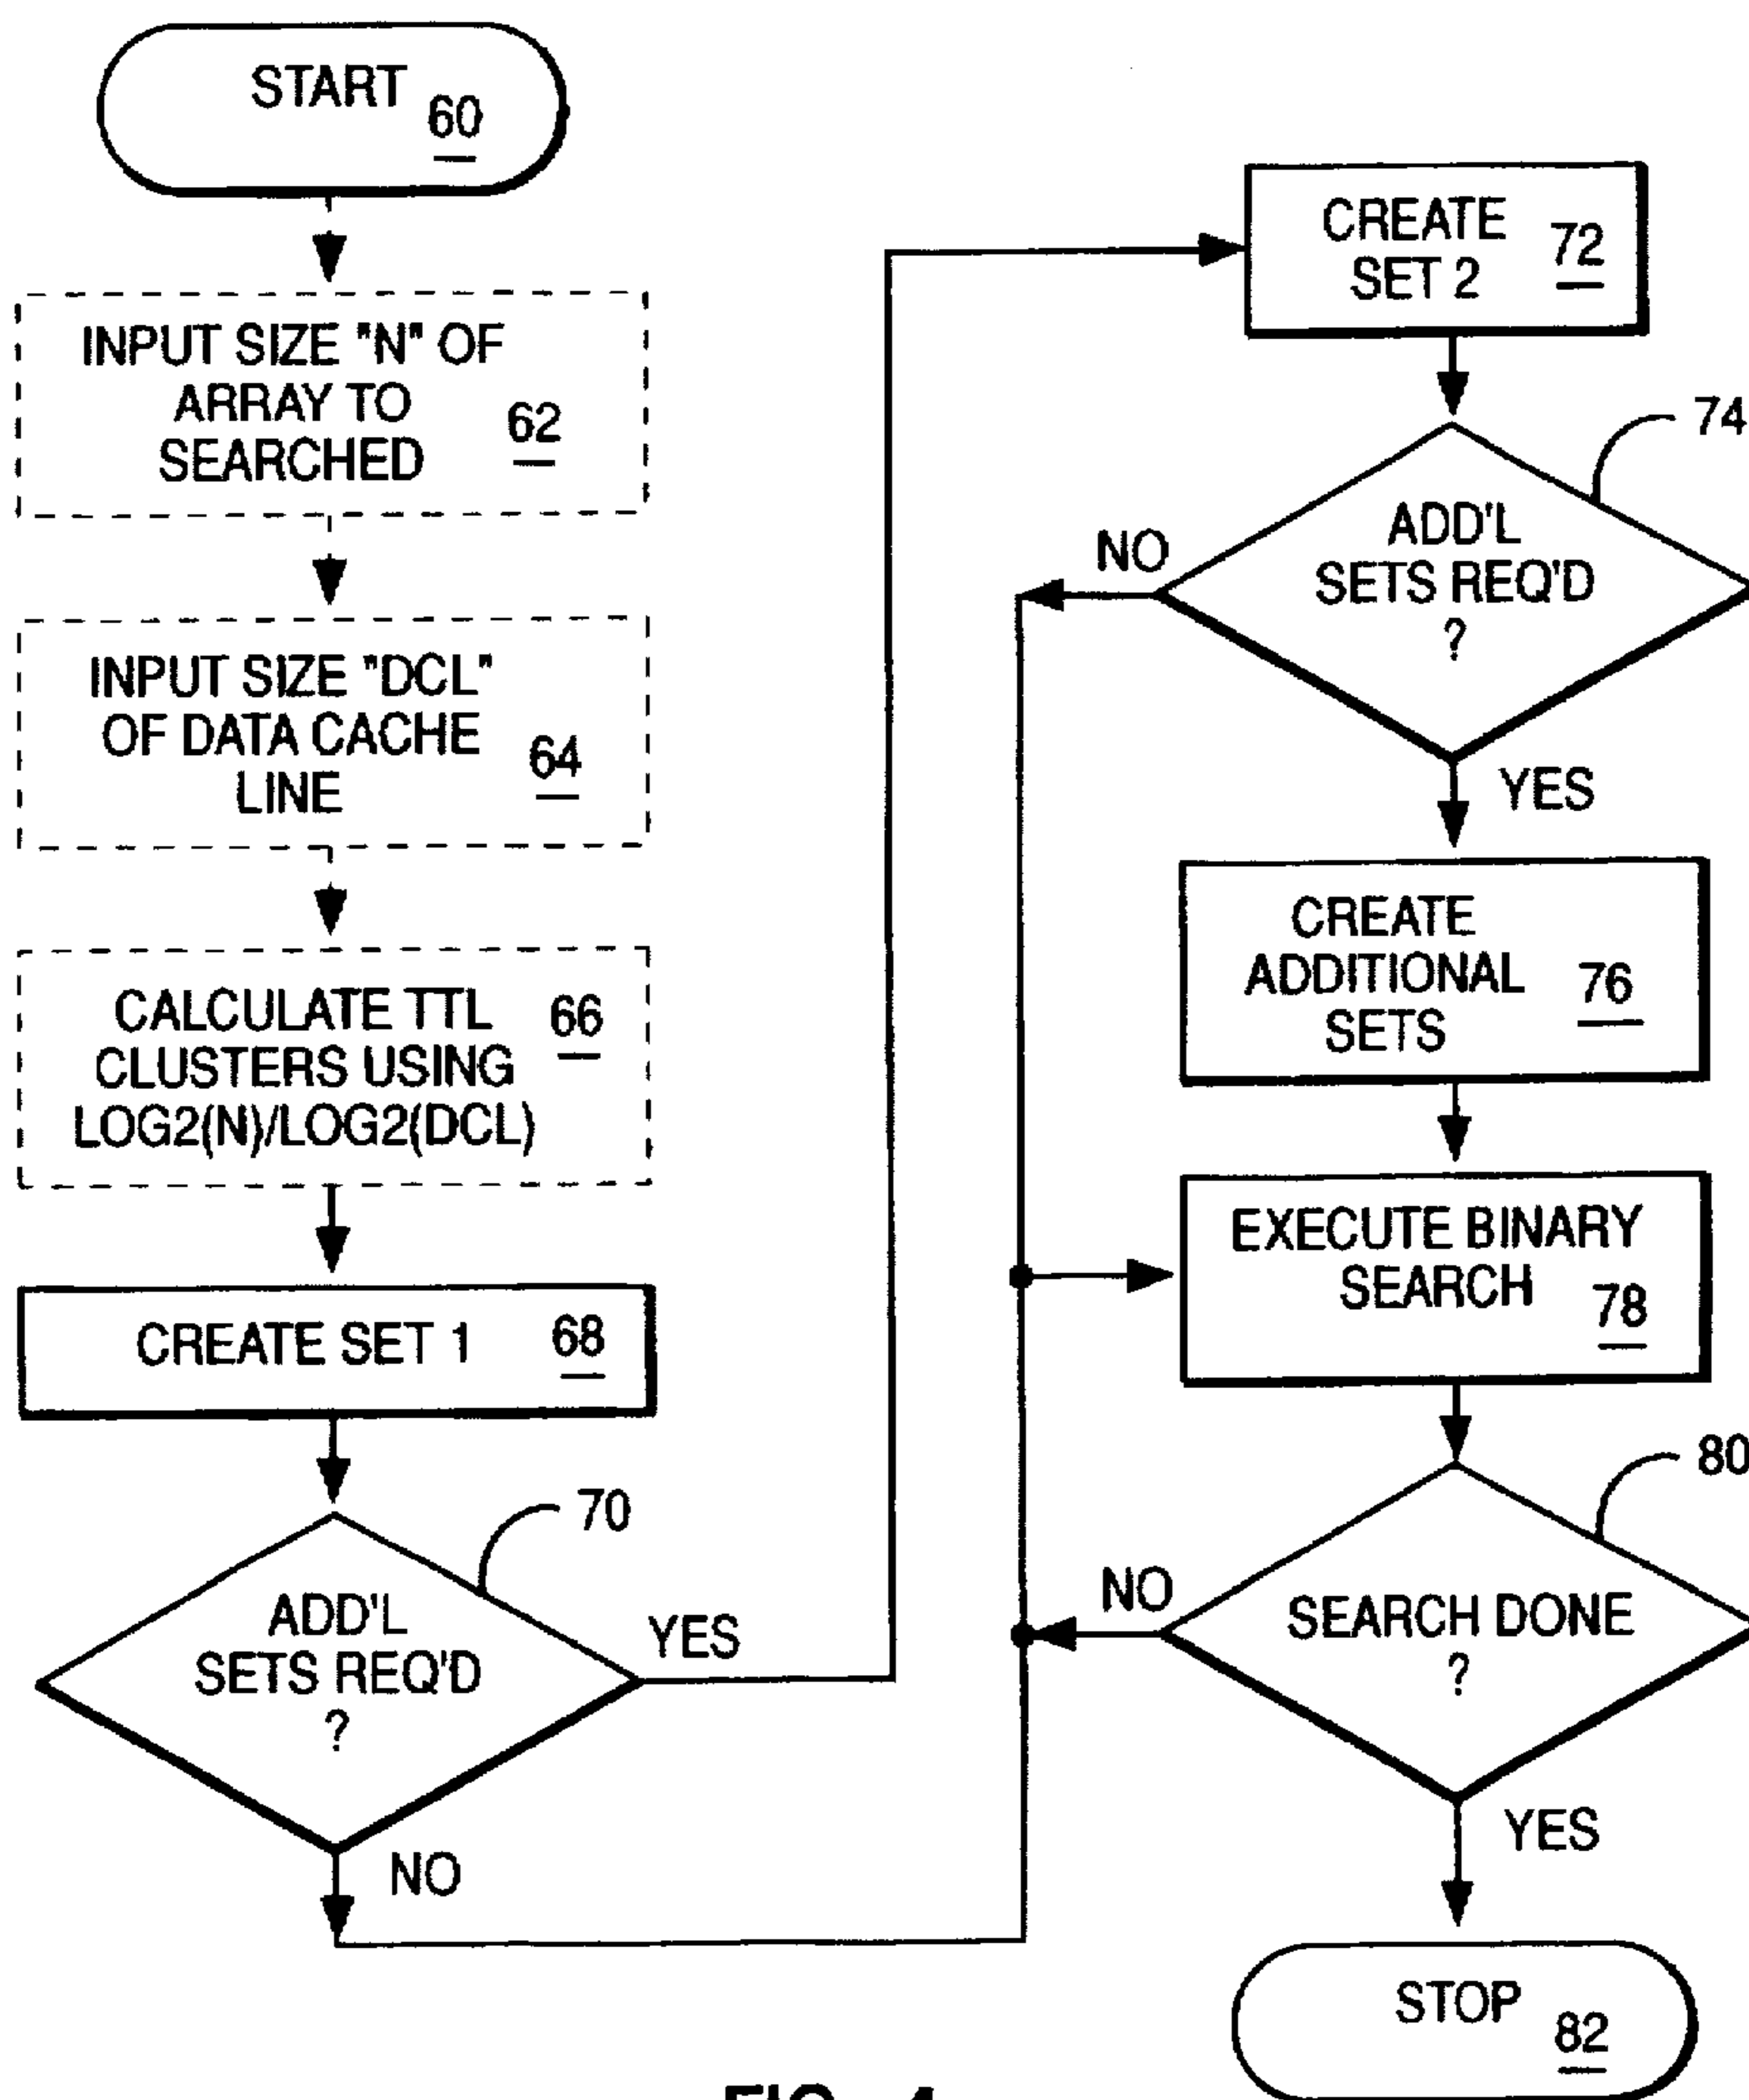 START
60
INPUT SIZE "N" OF
ARRAY TO
SEARCHED
62
INPUT SIZE "DCL"
OF DATA CACHE
LINE
64
CALCULATE TTL
CLUSTERS USING
LOG2(N)/LOG2(DCL)
66
CREATE SET 1
68
ADD'L
SETS REQ'D
?
70
YES
NO
CREATE
SET 2
72
ADD'L
SETS REQ'D
?
74
NO
YES
CREATE
ADDITIONAL
SETS
76
EXECUTE BINARY
SEARCH
78
SEARCH DONE
?
80
NO
YES
STOP
82